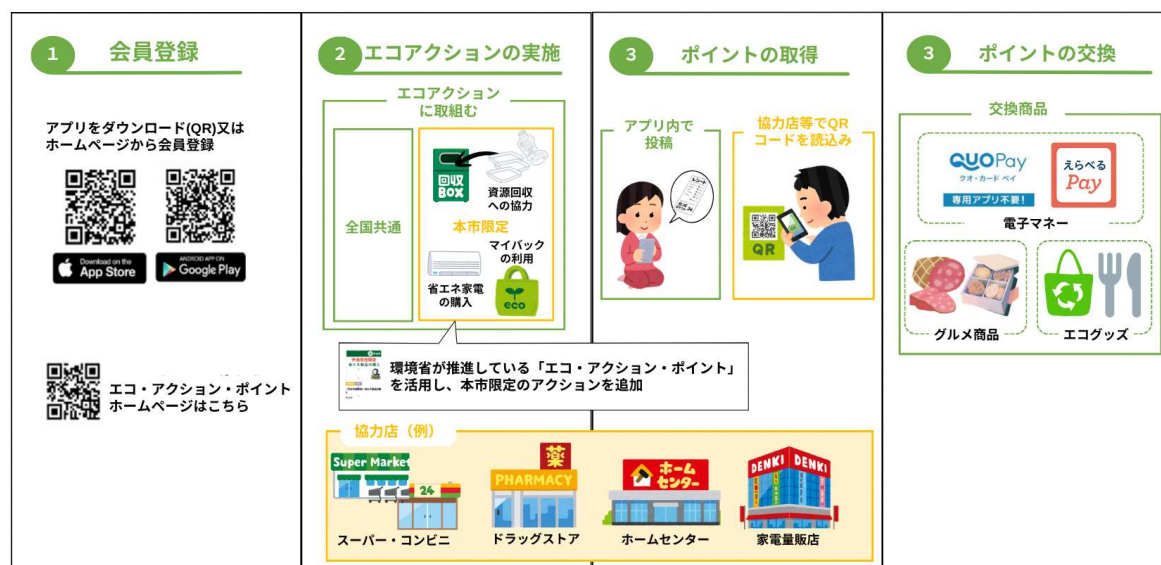 1 会員登録
アプリをダウンロード(QR)又は
ホームページから会員登録
Download on the
App Store
ANDROID APP ON
Google Play
エコ・アクション・ポイント
ホームページはこちら
2 エコアクションの実施
エコアクション
に取組む
全国共通
回収
BOX
資源回収
への協力
本市限定
マイバック
の利用
省エネ家電
の購入
eco
環境省が推進している「エコ・アクション・ポイント」
を活用し、本市限定のアクションを追加
3 ポイントの取得
アプリ内で
投稿
レシート
協力店等でQR
コードを読込み
QR
協力店（例）
Super Market
24
スーパー・コンビニ
薬
PHARMACY
ドラッグストア
ホーム
センター
ホームセンター
DENKI DENKI
家電量販店
3 ポイントの交換
交換商品
QUOPay
クオ・カード ペイ
専用アプリ不要！
えらべる
Pay
電子マネー
グルメ商品
エコグッズ